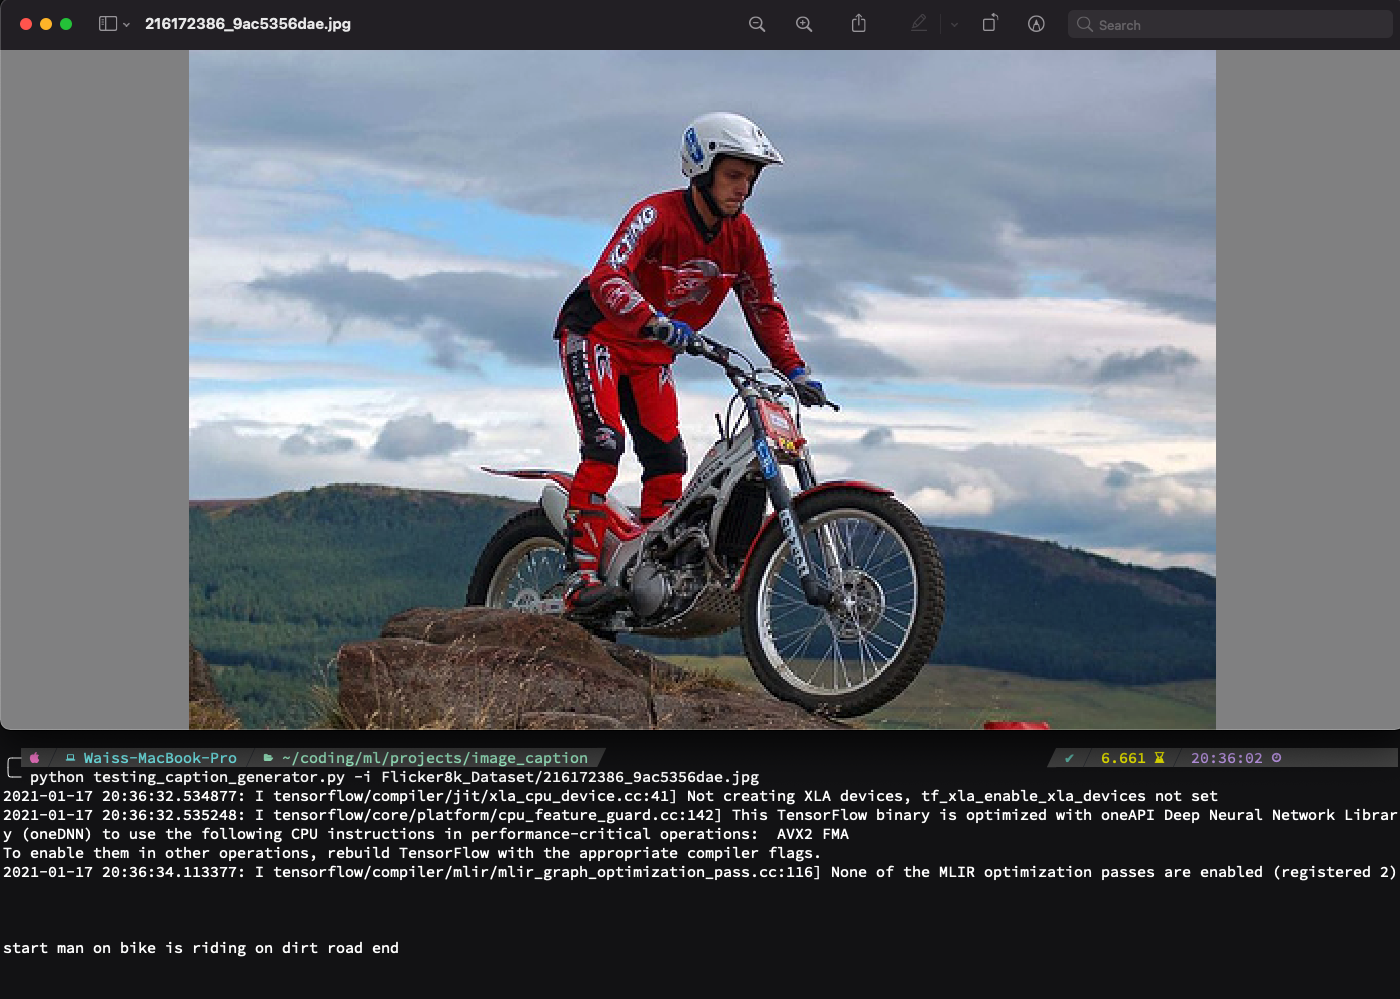 216172386_9ac5356dae.jpg
Search
Waiss-MacBook-Pro ~/coding/ml/projects/image_caption ✔ 6.661 20:36:02
python testing_caption_generator.py -i Flicker8k_Dataset/216172386_9ac5356dae.jpg
2021-01-17 20:36:32.534877: I tensorflow/compiler/jit/xla_cpu_device.cc:41] Not creating XLA devices, tf_xla_enable_xla_devices not set
2021-01-17 20:36:32.535248: I tensorflow/core/platform/cpu_feature_guard.cc:142] This TensorFlow binary is optimized with oneAPI Deep Neural Network Librar
y (oneDNN) to use the following CPU instructions in performance-critical operations:  AVX2 FMA
To enable them in other operations, rebuild TensorFlow with the appropriate compiler flags.
2021-01-17 20:36:34.113377: I tensorflow/compiler/mlir/mlir_graph_optimization_pass.cc:116] None of the MLIR optimization passes are enabled (registered 2)
start man on bike is riding on dirt road end